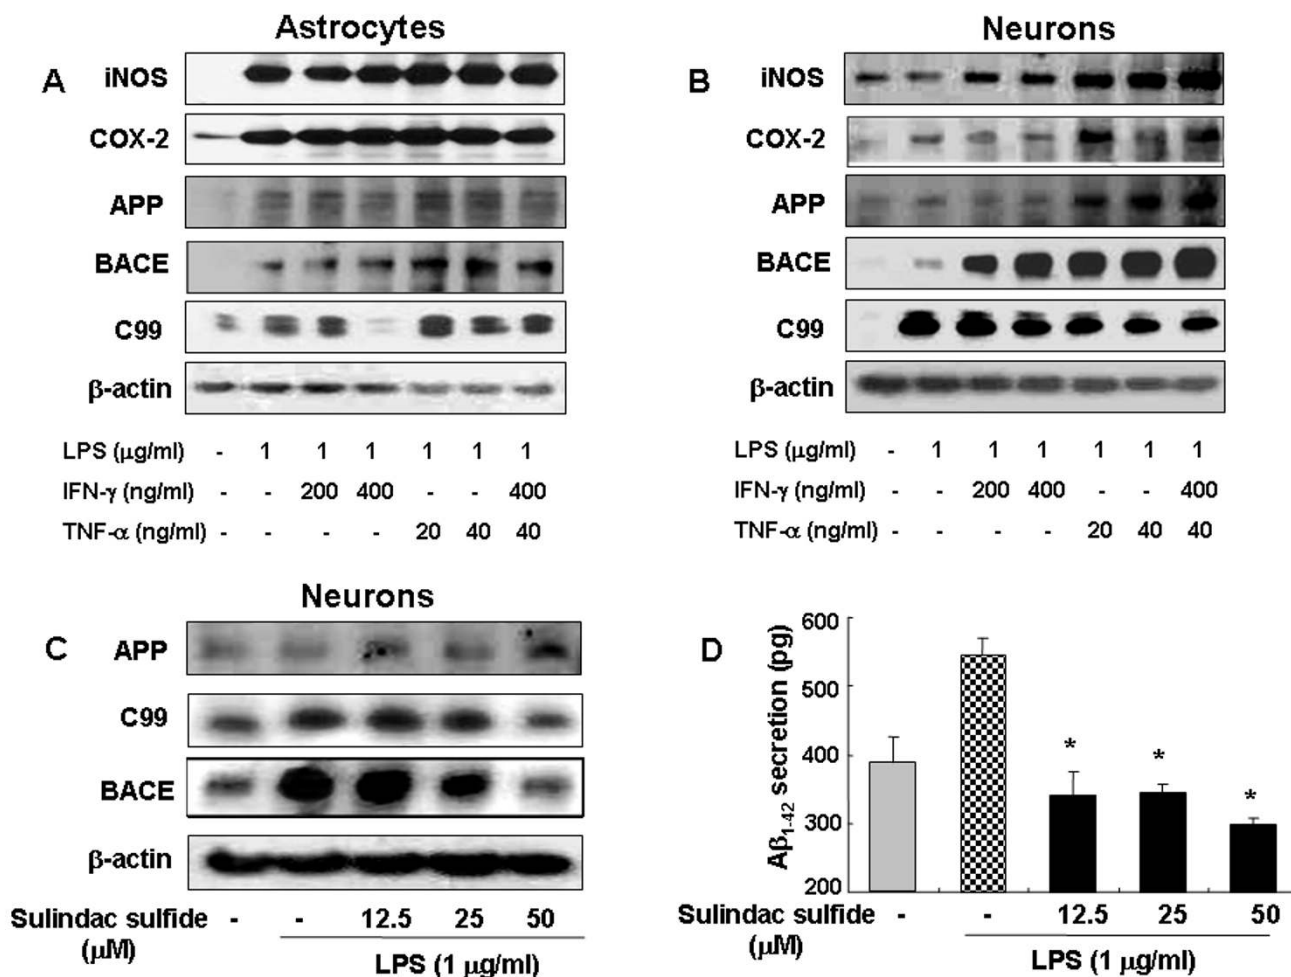 Astrocytes
A
iNOS
COX-2
APP
BACE
C99
β-actin
LPS (μg/ml) - 1 1 1 1 1 1
IFN-γ (ng/ml) - - 200 400 - - 400
TNF-α (ng/ml) - - - - 20 40 40
Neurons
B
iNOS
COX-2
APP
BACE
C99
β-actin
LPS (μg/ml) - 1 1 1 1 1 1
IFN-γ (ng/ml) - - 200 400 - - 400
TNF-α (ng/ml) - - - - 20 40 40
Neurons
C
APP
C99
BACE
β-actin
Sulindac sulfide - - 12.5 25 50
(μM)
LPS (1 μg/ml)
D
Aβ1-42 secretion (pg)
600
500
400
300
200
* * *
Sulindac sulfide - - 12.5 25 50
(μM)
LPS (1 μg/ml)